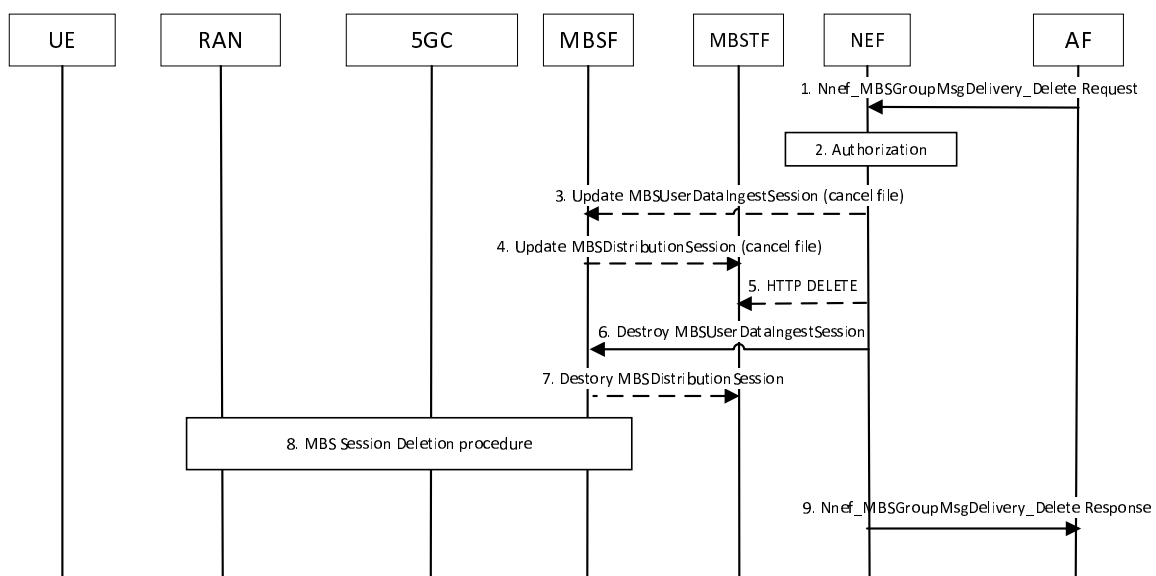 UE
RAN
5GC
MBSF
MBSTF
NEF
AF
1. Nnef_MBSGroupMsgDelivery_Delete Request
2. Authorization
3. Update MBSUserDataIngestSession (cancel file)
4. Update MBSDistributionSession (cancel file)
5. HTTP DELETE
6. Destroy MBSUserDataIngestSession
7. Destory MBSDistributionSession
8. MBS Session Deletion procedure
9. Nnef_MBSGroupMsgDelivery_Delete Response